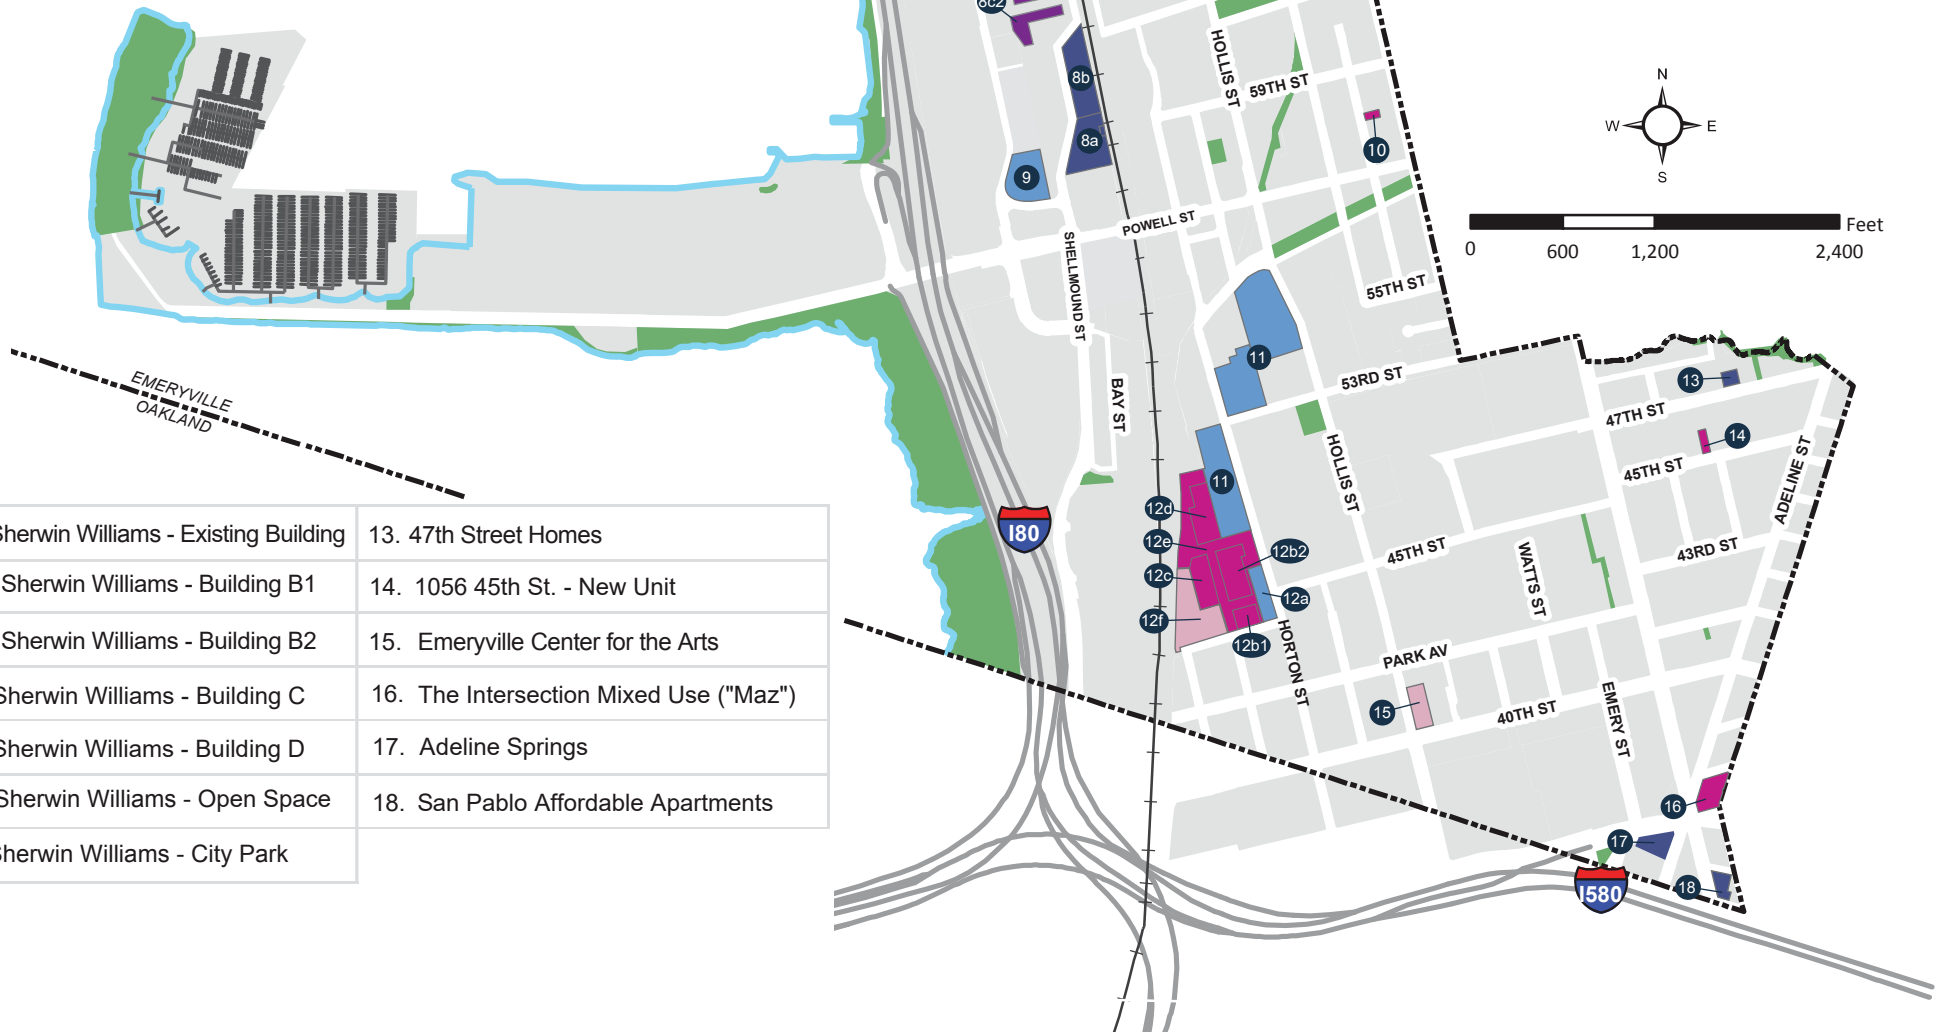 8c2
8b
8a
9
10
HOLLIS ST
59TH ST
N
W
E
S
Feet
0
600
1,200
2,400
POWELL ST
SHELLMOUND ST
55TH ST
11
53RD ST
BAY ST
HOLLIS ST
13
47TH ST
14
45TH ST
ADELINE ST
EMERYVILLE
OAKLAND
11
12d
12e
12c
12f
12b2
12a
12b1
I80
45TH ST
43RD ST
WATTS ST
HORTON ST
PARK AV
15
40TH ST
EMERY ST
16
17
18
I580
Sherwin Williams - Existing Building
13. 47th Street Homes
Sherwin Williams - Building B1
14. 1056 45th St. - New Unit
Sherwin Williams - Building B2
15. Emeryville Center for the Arts
Sherwin Williams - Building C
16. The Intersection Mixed Use ("Maz")
Sherwin Williams - Building D
17. Adeline Springs
Sherwin Williams - Open Space
18. San Pablo Affordable Apartments
Sherwin Williams - City Park